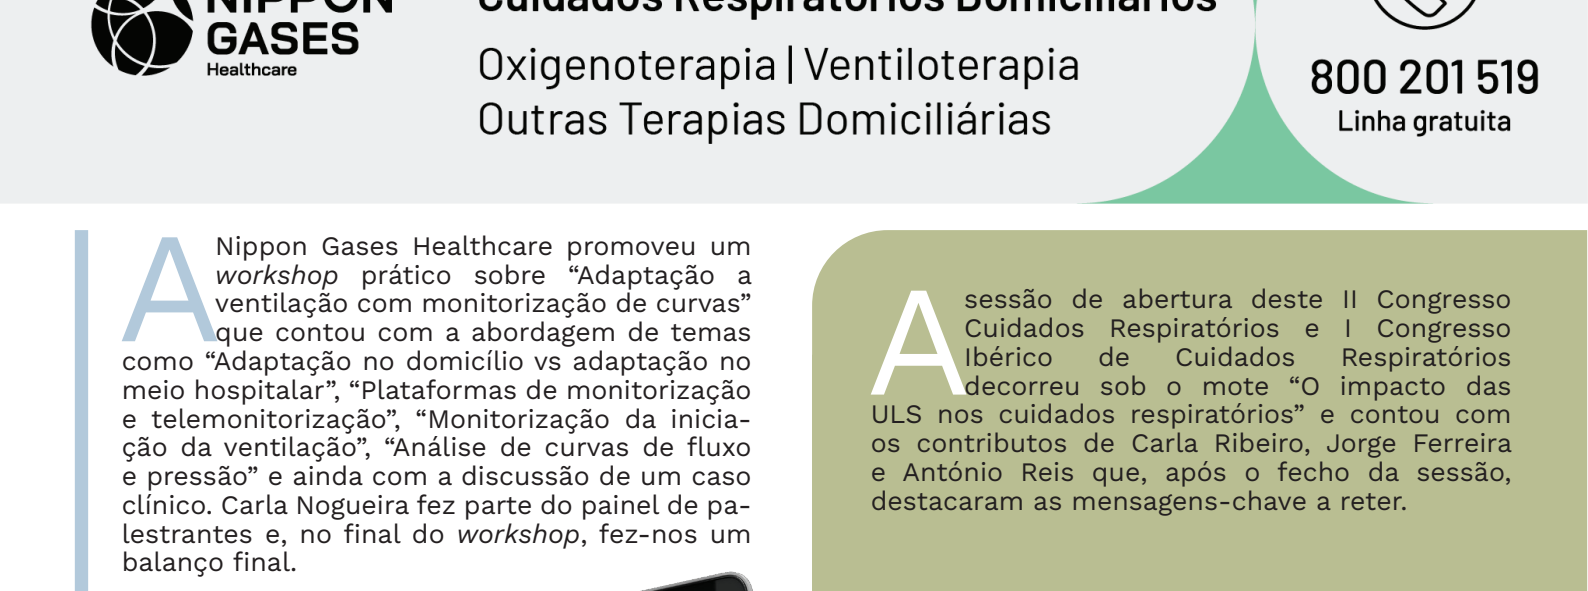 NIPPON
GASES
Healthcare
Cuidados Respiratórios Domiciliários
Oxigenoterapia | Ventiloterapia
Outras Terapias Domiciliárias
800 201 519
Linha gratuita
A Nippon Gases Healthcare promoveu um
workshop prático sobre “Adaptação a
ventilação com monitorização de curvas”
que contou com a abordagem de temas
como “Adaptação no domicílio vs adaptação no
meio hospitalar”, “Plataformas de monitorização
e telemonitorização”, “Monitorização da inicia-
ção da ventilação”, “Análise de curvas de fluxo
e pressão” e ainda com a discussão de um caso
clínico. Carla Nogueira fez parte do painel de pa-
lestrantes e, no final do workshop, fez-nos um
balanço final.
A sessão de abertura deste II Congresso
Cuidados Respiratórios e I Congresso
Ibérico de Cuidados Respiratórios
decorreu sob o mote “O impacto das
ULS nos cuidados respiratórios” e contou com
os contributos de Carla Ribeiro, Jorge Ferreira
e António Reis que, após o fecho da sessão,
destacaram as mensagens-chave a reter.